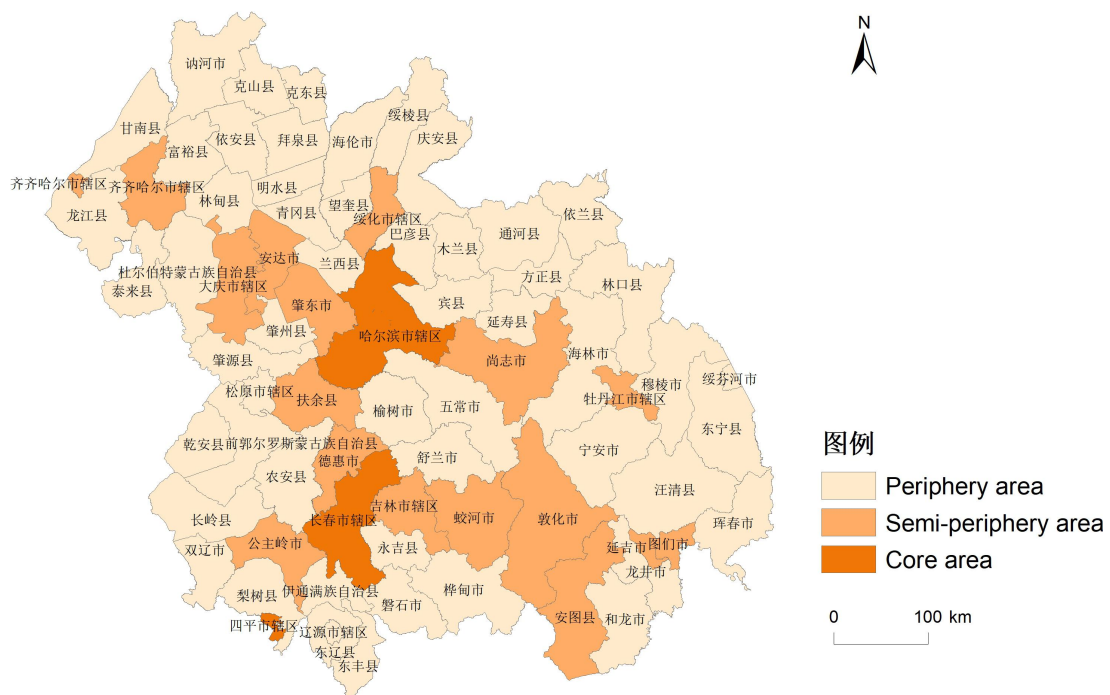 N
讷河市
克山县
克东县
绥棱县
甘南县
富裕县
依安县
拜泉县
海伦市
庆安县
齐齐哈尔市辖区
齐齐哈尔市辖区
龙江县
林甸县
明水县
青冈县
望奎县
绥化市辖区
巴彦县
木兰县
通河县
依兰县
杜尔伯特蒙古族自治县
泰来县
大庆市辖区
安达市
兰西县
方正县
林口县
肇东市
宾县
延寿县
肇州县
哈尔滨市辖区
尚志市
海林市
肇源县
松原市辖区
扶余县
榆树市
五常市
牡丹江市辖区
穆棱市
绥芬河市
东宁县
乾安县
前郭尔罗斯蒙古族自治县
德惠市
舒兰市
宁安市
农安县
汪清县
长岭县
长春市辖区
吉林市辖区
蛟河市
敦化市
珲春市
双辽市
公主岭市
永吉县
延吉市
图们市
龙井市
梨树县
伊通满族自治县
磐石市
桦甸市
安图县
和龙市
四平市辖区
辽源市辖区
东辽县
东丰县
图例
Periphery area
Semi-periphery area
Core area
0 100 km